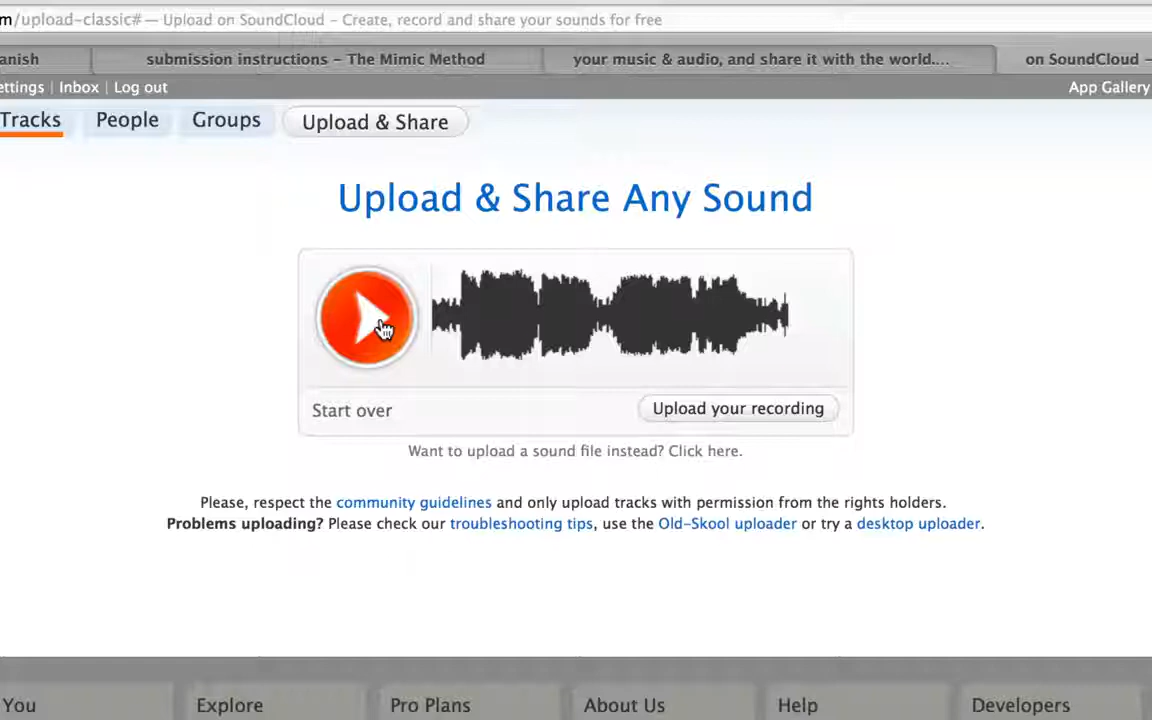 m/upload-classic# — Upload on SoundCloud - Create, record and share your sounds for free
anish submission instructions - The Mimic Method your music & audio, and share it with the world.... on SoundCloud -
ettings | Inbox | Log out App Gallery
Tracks People Groups Upload & Share
Upload & Share Any Sound
Start over Upload your recording
Want to upload a sound file instead? Click here.
Please, respect the community guidelines and only upload tracks with permission from the rights holders.
Problems uploading? Please check our troubleshooting tips, use the Old-Skool uploader or try a desktop uploader.
You Explore Pro Plans About Us Help Developers